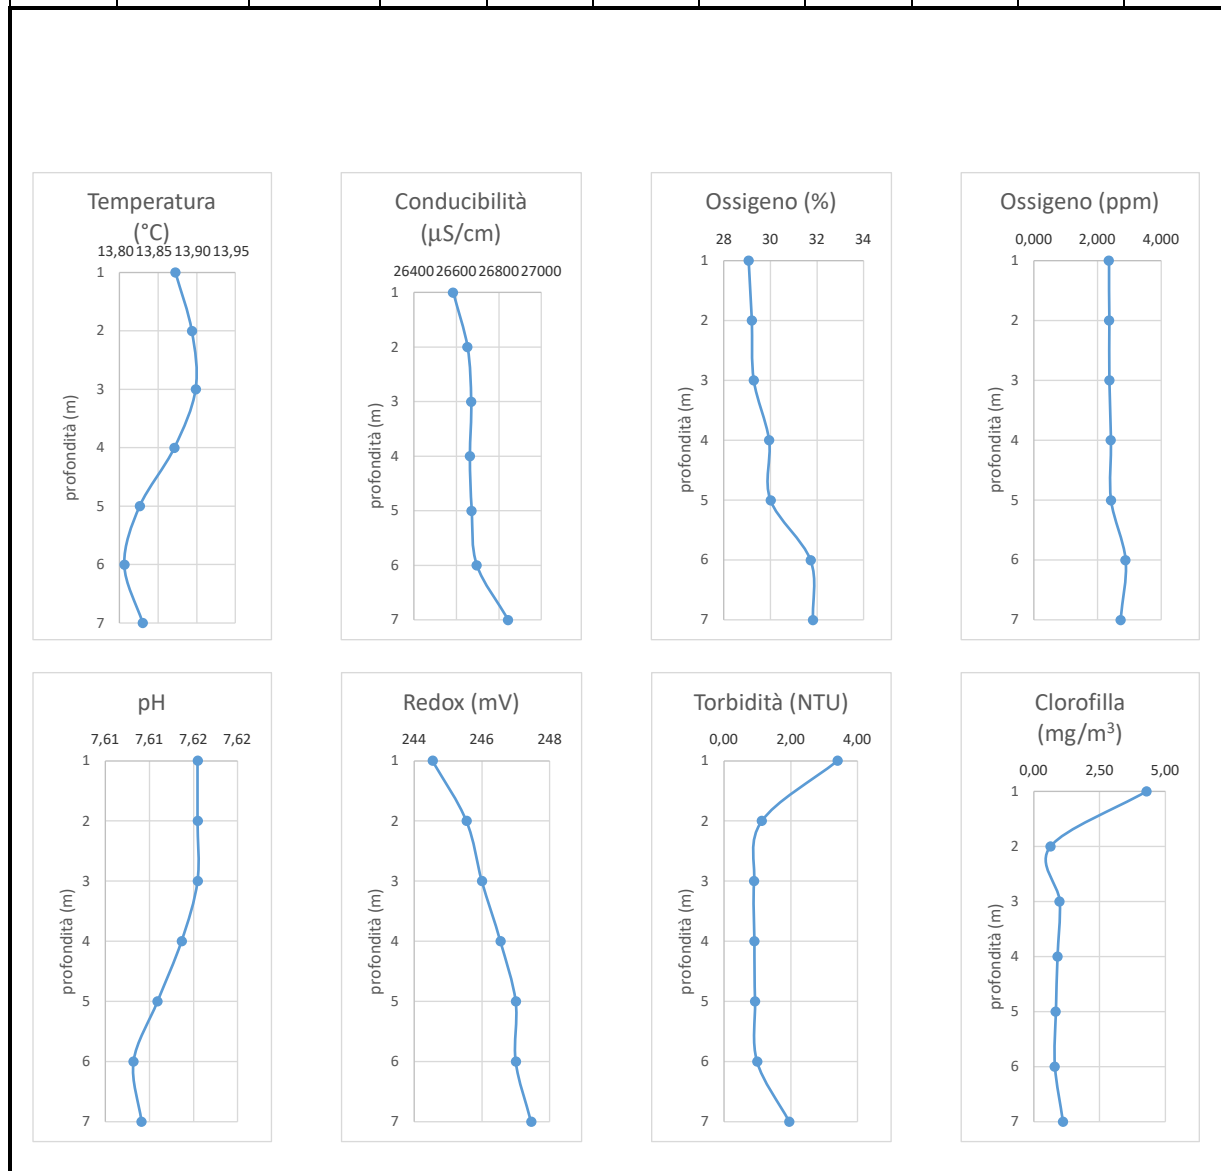 Temperatura
(°C)
13,80 13,85 13,90 13,95
1
2
3
4
5
6
7
profondità (m)
Conducibilità
(µS/cm)
26400 26600 26800 27000
1
2
3
4
5
6
7
profondità (m)
Ossigeno (%)
28 30 32 34
1
2
3
4
5
6
7
profondità (m)
Ossigeno (ppm)
0,000 2,000 4,000
1
2
3
4
5
6
7
profondità (m)
pH
7,61 7,61 7,62 7,62
1
2
3
4
5
6
7
profondità (m)
Redox (mV)
244 246 248
1
2
3
4
5
6
7
profondità (m)
Torbidità (NTU)
0,00 2,00 4,00
1
2
3
4
5
6
7
profondità (m)
Clorofilla
(mg/m³)
0,00 2,50 5,00
1
2
3
4
5
6
7
profondità (m)